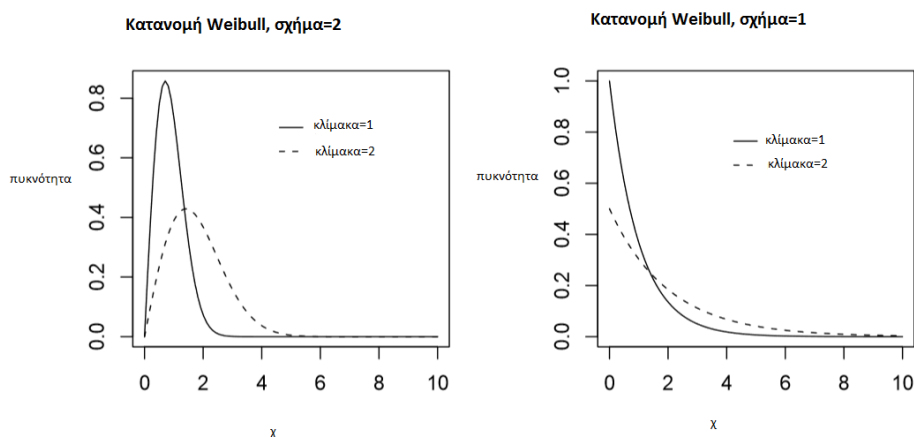 Κατανομή Weibull, σχήμα=2
κλίμακα=1
κλίμακα=2
πυκνότητα
0.8
0.6
0.4
0.2
0.0
0 2 4 6 8 10
χ
Κατανομή Weibull, σχήμα=1
κλίμακα=1
κλίμακα=2
πυκνότητα
1.0
0.8
0.6
0.4
0.2
0.0
0 2 4 6 8 10
χ